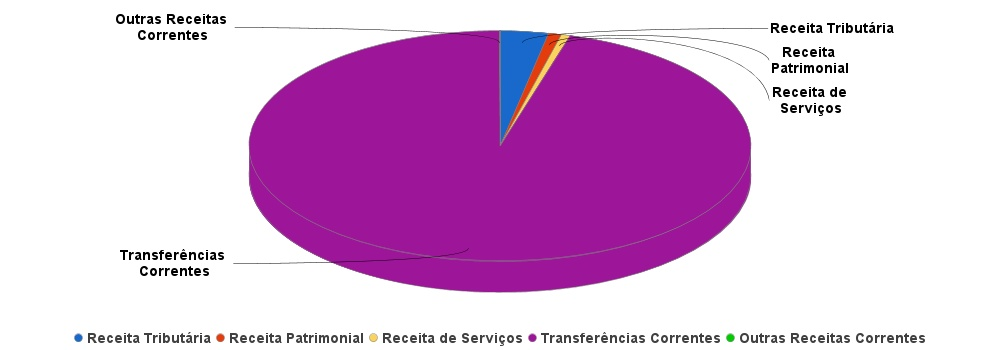 Outras Receitas
Correntes
Receita Tributária
Receita
Patrimonial
Receita de
Serviços
Transferências
Correntes
Receita Tributária Receita Patrimonial Receita de Serviços Transferências Correntes Outras Receitas Correntes